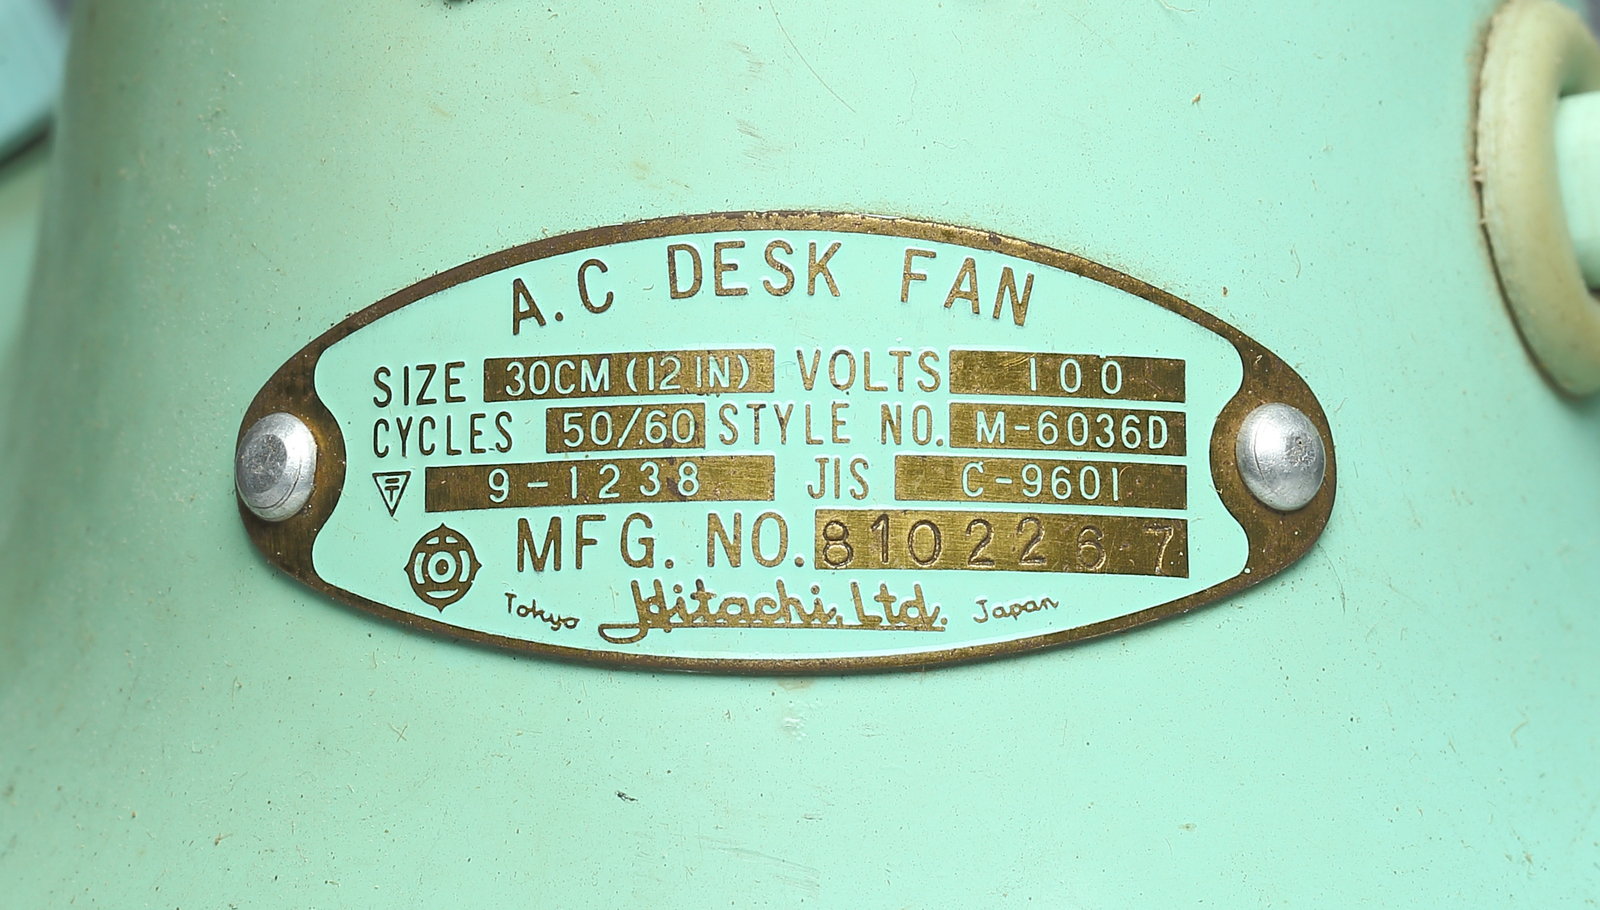 A.C DESK FAN
SIZE 30CM (12 IN) VOLTS 100
CYCLES 50/60 STYLE NO. M-6036D
〒 9-1238 JIS C-9601
MFG. NO. 8102267
Tokyo Hitachi, Ltd. Japan